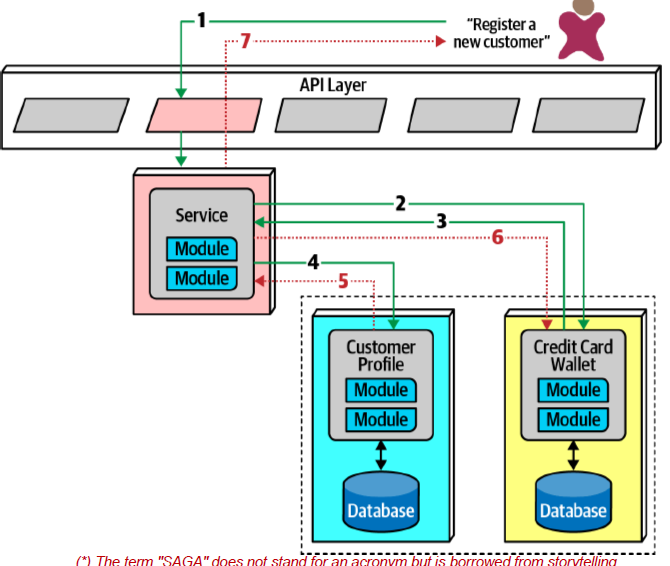 1
"Register a
new customer"
7
API Layer
Service
Module
Module
2
3
6
4
5
Customer
Profile
Module
Module
Database
Credit Card
Wallet
Module
Module
Database
(*) The term "SAGA" does not stand for an acronym but is borrowed from storytelling